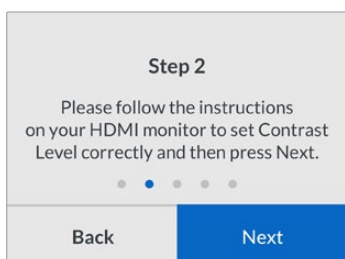 Step 2
Please follow the instructions
on your HDMI monitor to set Contrast
Level correctly and then press Next.
Back
Next